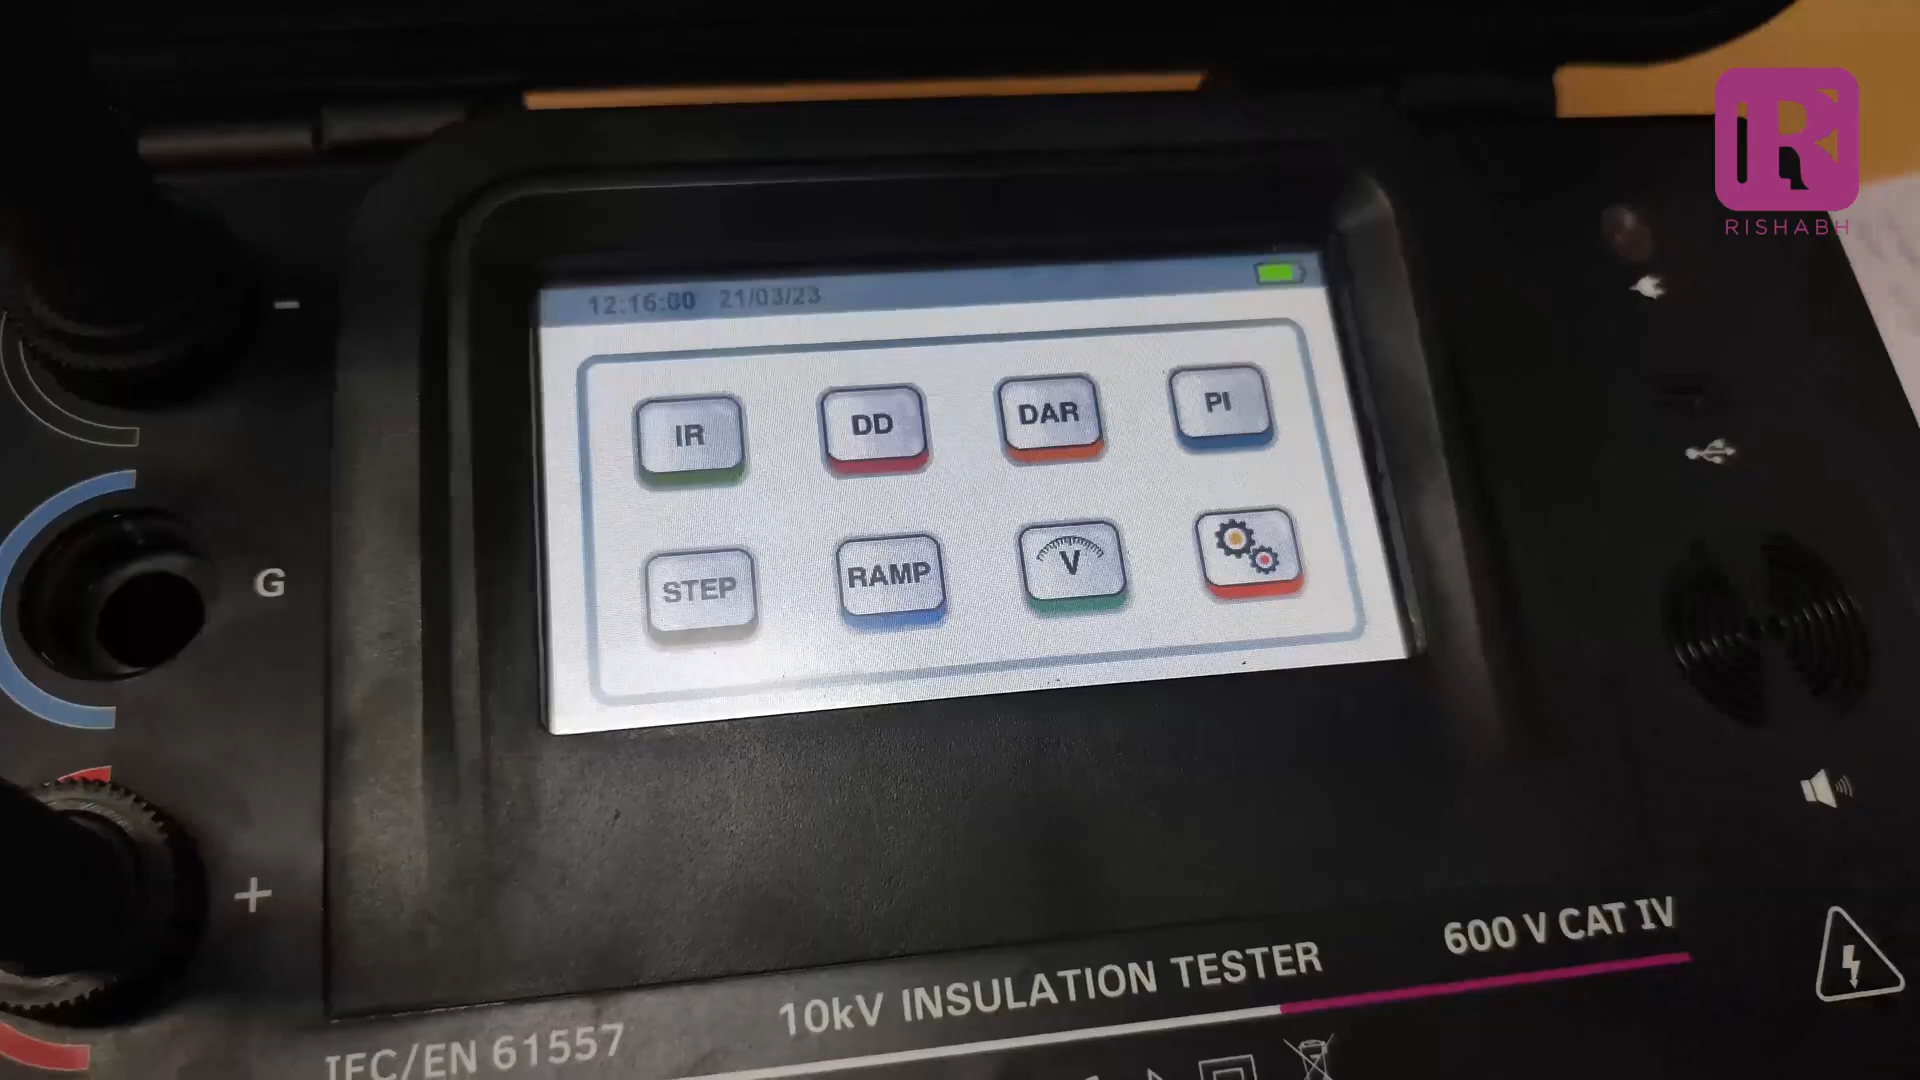 RISHABH
12:16:00 21/03/23
IR
DD
DAR
PI
STEP
RAMP
V
-
G
+
600 V CAT IV
10kV INSULATION TESTER
IEC/EN 61557